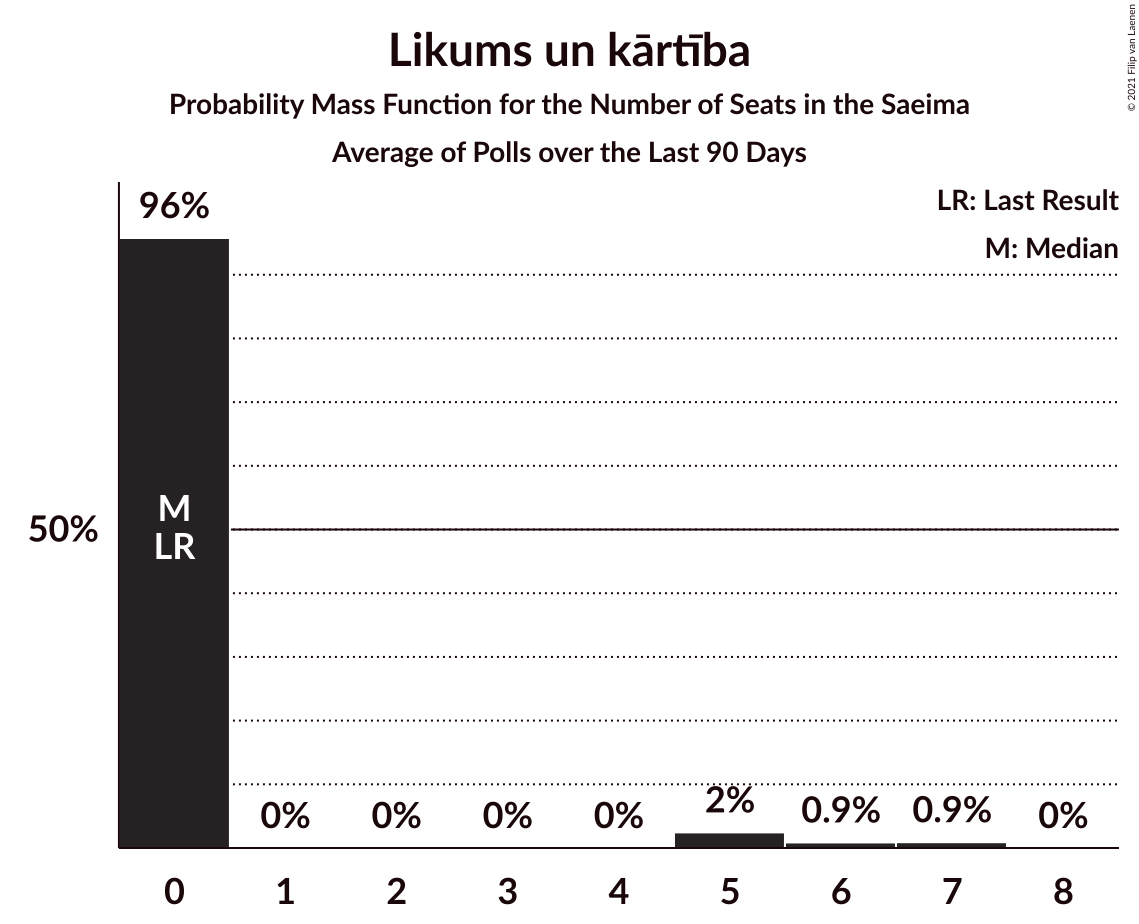 Likums un kārtība
Probability Mass Function for the Number of Seats in the Saeima
Average of Polls over the Last 90 Days
© 2021 Filip van Laenen
LR: Last Result
M: Median
96%
M
LR
50%
0%
0%
0%
0%
2%
0.9%
0.9%
0%
0 1 2 3 4 5 6 7 8